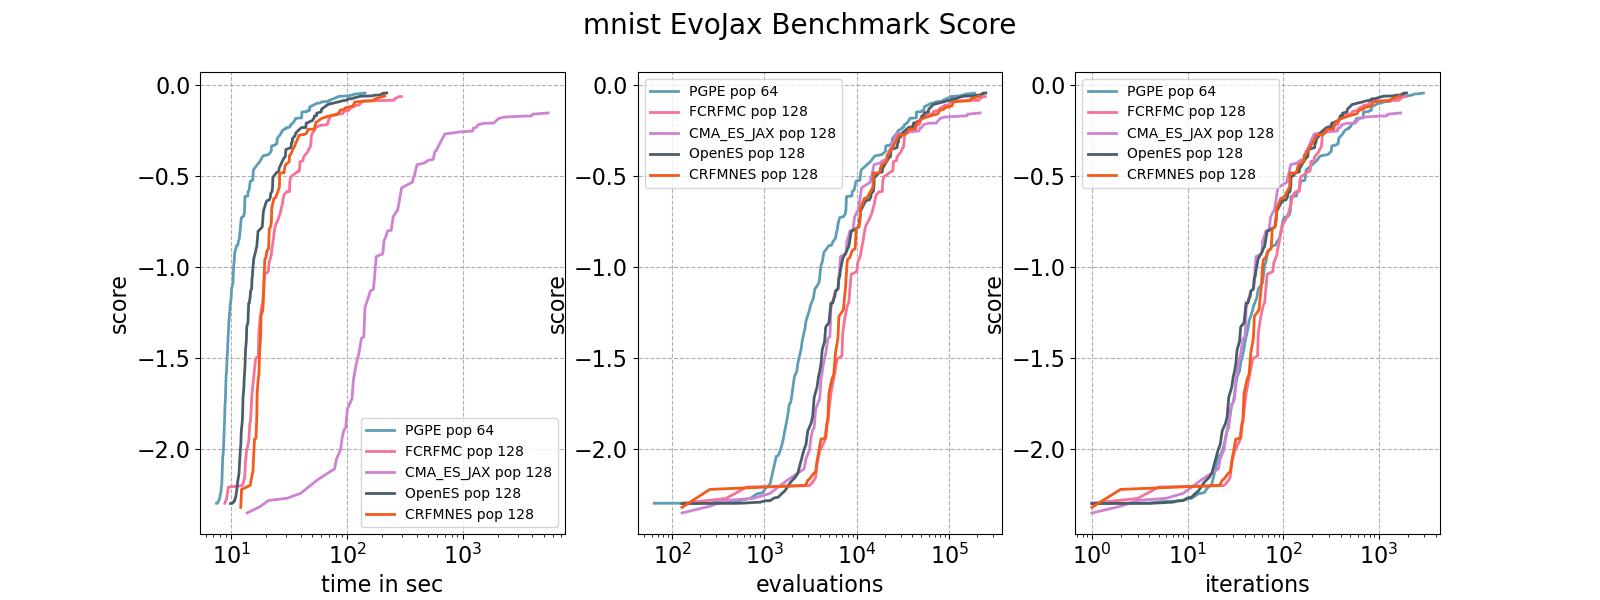 mnist EvoJax Benchmark Score
score
0.0
−0.5
−1.0
−1.5
−2.0
PGPE pop 64
FCRFMC pop 128
CMA_ES_JAX pop 128
OpenES pop 128
CRFMNES pop 128
10¹
10²
10³
time in sec
score
0.0
−0.5
−1.0
−1.5
−2.0
PGPE pop 64
FCRFMC pop 128
CMA_ES_JAX pop 128
OpenES pop 128
CRFMNES pop 128
10²
10³
10⁴
10⁵
evaluations
score
0.0
−0.5
−1.0
−1.5
−2.0
PGPE pop 64
FCRFMC pop 128
CMA_ES_JAX pop 128
OpenES pop 128
CRFMNES pop 128
10⁰
10¹
10²
10³
iterations